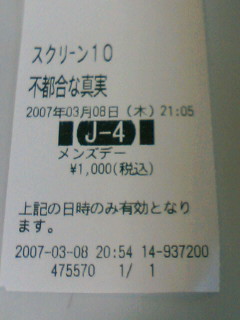 スクリーン10
不都合な真実
2007年03月08日(木)21:05
J-4
メンズデー
¥1,000(税込)
上記の日時のみ有効となり
ます。
2007-03-08 20:54 14-937200
475570 1/ 1